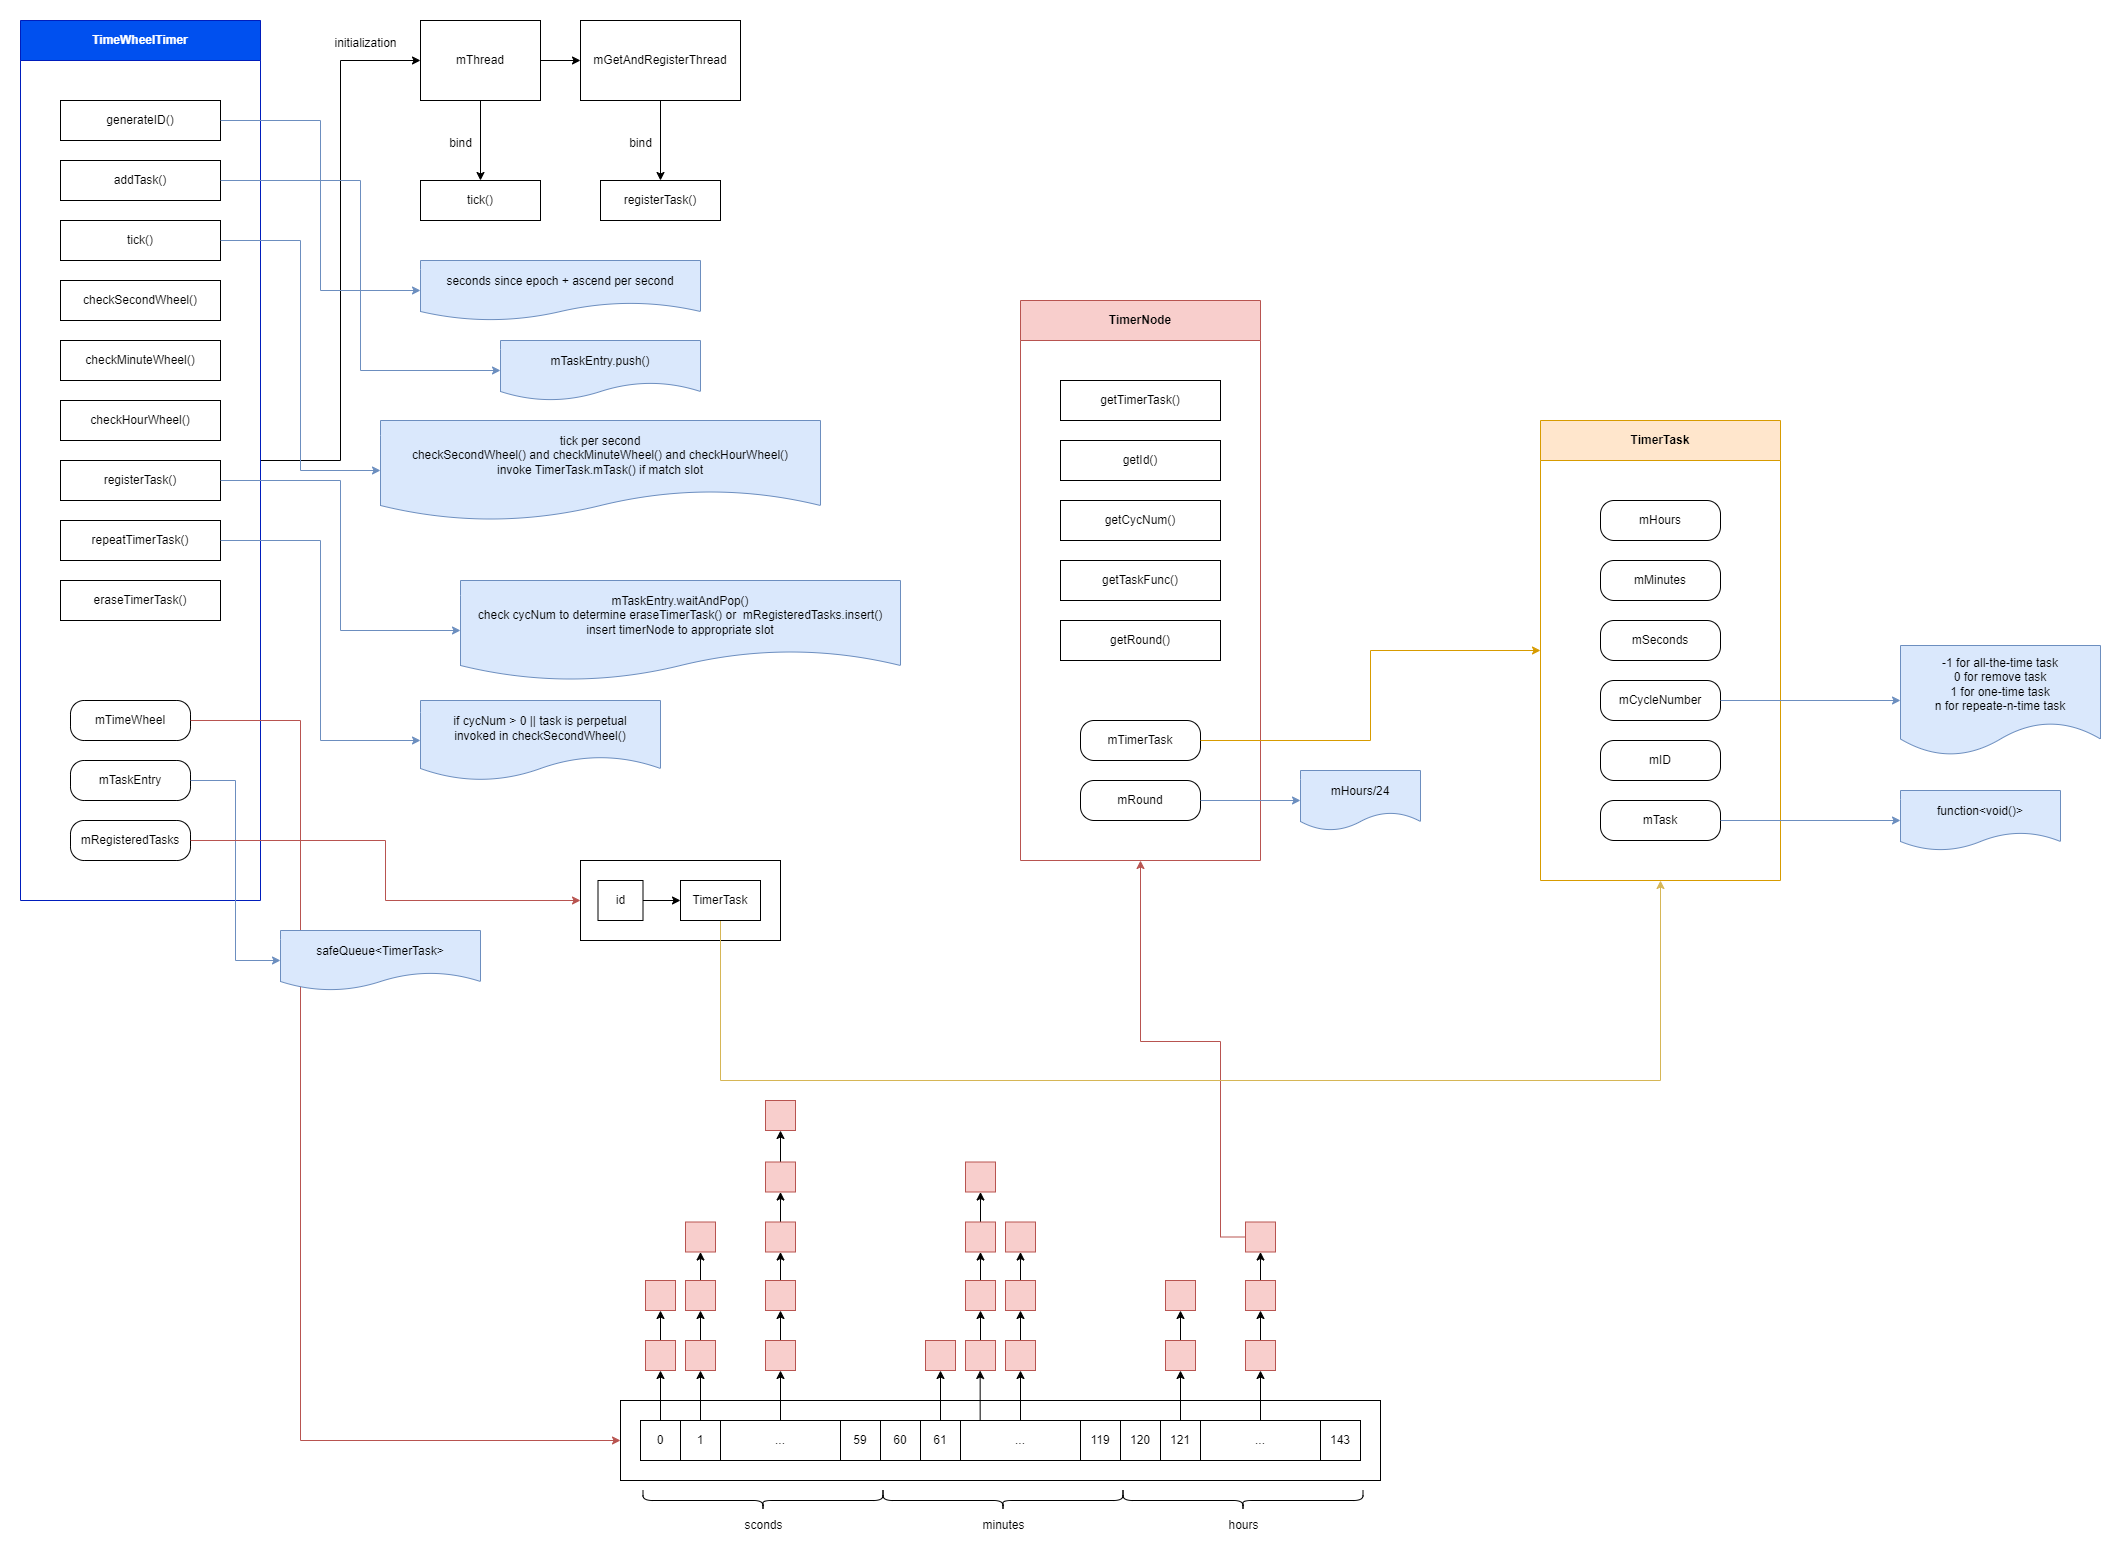 TimeWheelTimer
generateID()
addTask()
tick()
checkSecondWheel()
checkMinuteWheel()
checkHourWheel()
registerTask()
repeatTimerTask()
eraseTimerTask()
mTimeWheel
mTaskEntry
mRegisteredTasks
initialization
mThread
mGetAndRegisterThread
bind
bind
tick()
registerTask()
seconds since epoch + ascend per second
mTaskEntry.push()
tick per second
checkSecondWheel() and checkMinuteWheel() and checkHourWheel()
invoke TimerTask.mTask() if match slot
mTaskEntry.waitAndPop()
check cycNum to determine eraseTimerTask() or  mRegisteredTasks.insert()
insert timerNode to appropriate slot
if cycNum > 0 || task is perpetual
invoked in checkSecondWheel()
safeQueue<TimerTask>
id
TimerTask
TimerNode
getTimerTask()
getId()
getCycNum()
getTaskFunc()
getRound()
mTimerTask
mRound
mHours/24
TimerTask
mHours
mMinutes
mSeconds
mCycleNumber
mID
mTask
-1 for all-the-time task
0 for remove task
1 for one-time task
n for repeate-n-time task
function<void()>
0
1
...
59
60
61
...
119
120
121
...
143
sconds
minutes
hours